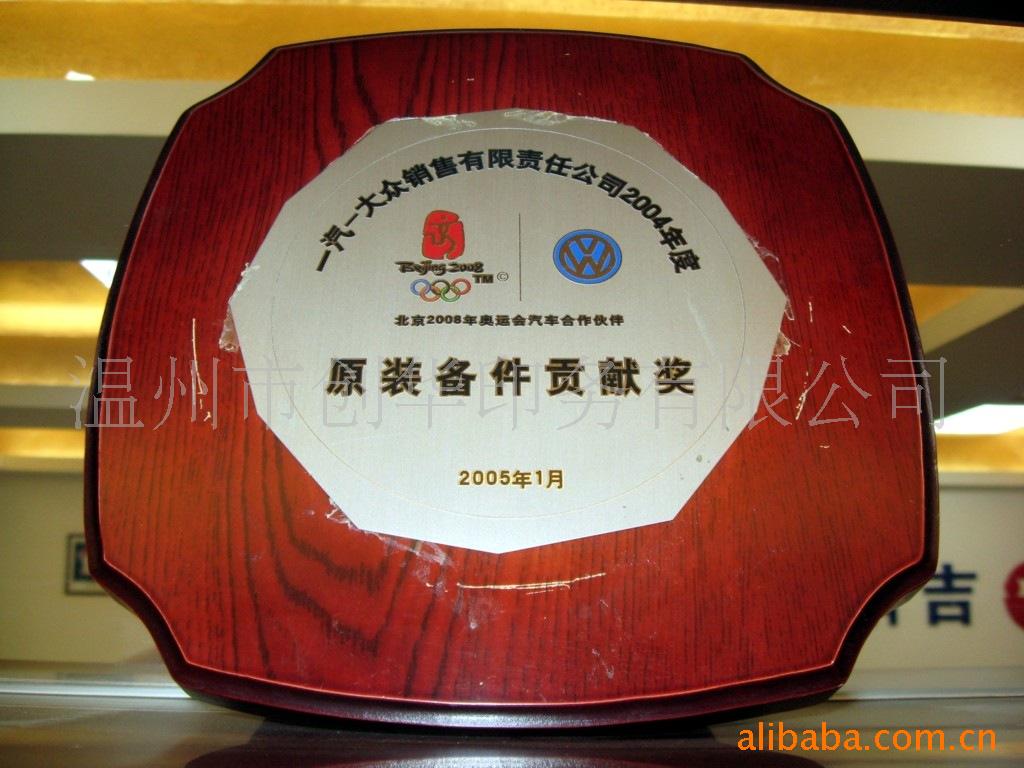 一汽-大众销售有限责任公司2004年度
Beijing 2008
TM ©
北京2008年奥运会汽车合作伙伴
原装备件贡献奖
温州市创华印务有限公司
2005年1月
吉
alibaba.com.cn